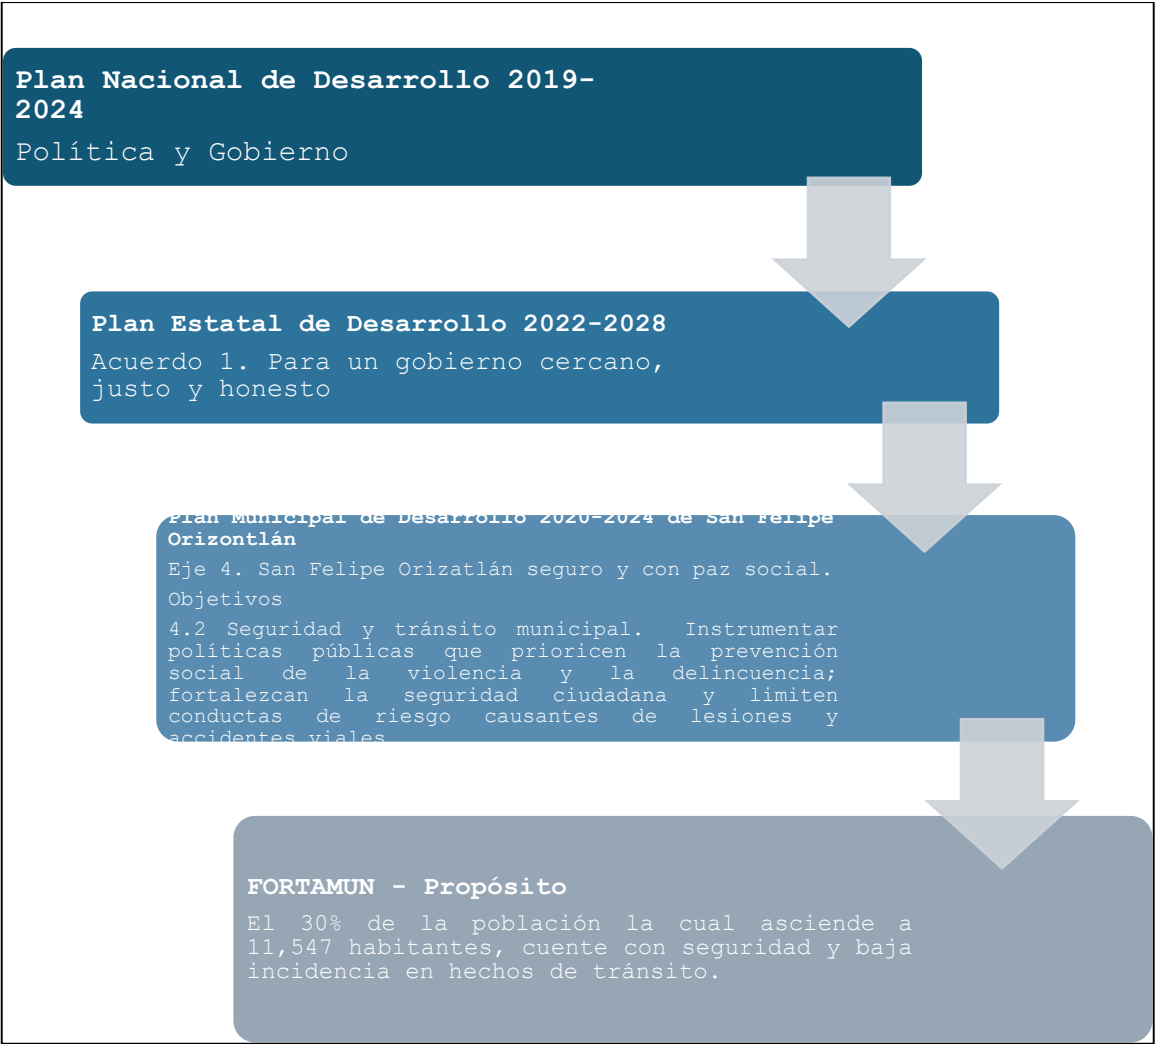 Plan Nacional de Desarrollo 2019-
2024
Política y Gobierno
Plan Estatal de Desarrollo 2022-2028
Acuerdo 1. Para un gobierno cercano,
justo y honesto
Plan Municipal de Desarrollo 2020-2024 de San Felipe
Orizontlán
Eje 4. San Felipe Orizatlán seguro y con paz social.
Objetivos
4.2 Seguridad y tránsito municipal. Instrumentar
políticas públicas que prioricen la prevención
social de la violencia y la delincuencia;
fortalezcan la seguridad ciudadana y limiten
conductas de riesgo causantes de lesiones y
accidentes viales.
FORTAMUN - Propósito
El 30% de la población la cual asciende a
11,547 habitantes, cuente con seguridad y baja
incidencia en hechos de tránsito.